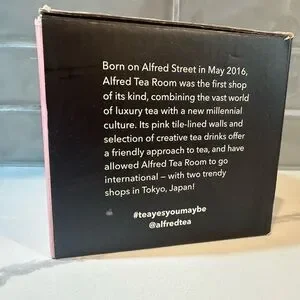 Born on Alfred Street in May 2016,
Alfred Tea Room was the first shop
of its kind, combining the vast world
of luxury tea with a new millennial
culture. Its pink tile-lined walls and
selection of creative tea drinks offer
a friendly approach to tea, and have
allowed Alfred Tea Room to go
international – with two trendy
shops in Tokyo, Japan!
#teayesyoumaybe
@alfredtea